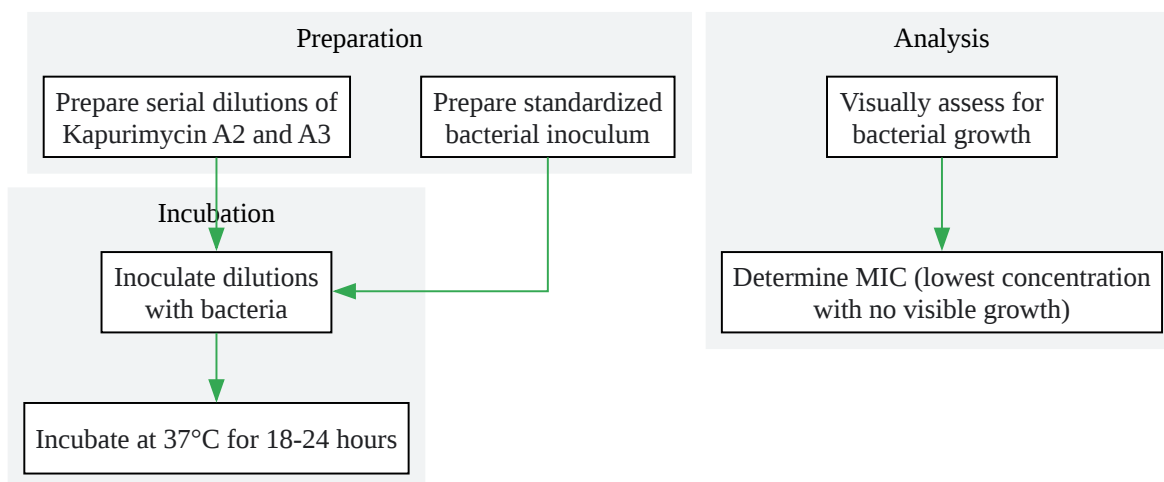 Preparation
Prepare serial dilutions of
Kapurimycin A2 and A3
Prepare standardized
bacterial inoculum
Incubation
Inoculate dilutions
with bacteria
Incubate at 37°C for 18-24 hours
Analysis
Visually assess for
bacterial growth
Determine MIC (lowest concentration
with no visible growth)